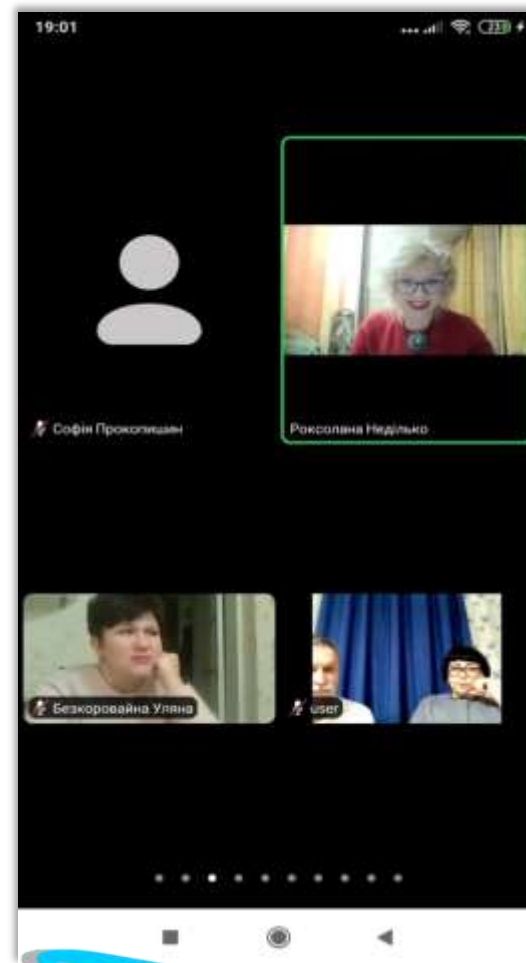 19:01
Софія Прокопишин
Роксолана Неділько
Безкоровайна Уляна
user